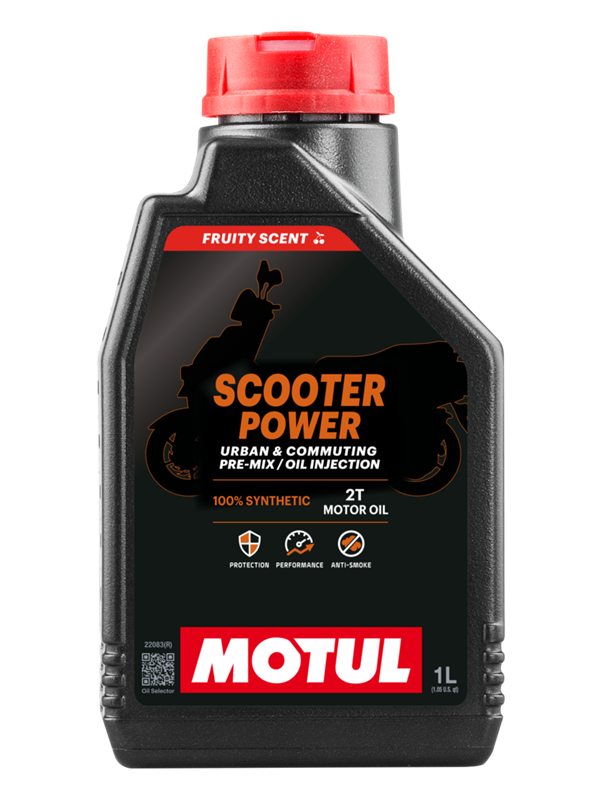 FRUITY SCENT
SCOOTER
POWER
URBAN & COMMUTING
PRE-MIX / OIL INJECTION
100% SYNTHETIC
2T
MOTOR OIL
PROTECTION
PERFORMANCE
ANTI-SMOKE
22083(R)
Oil Selector
MOTUL
1L
(1.05 U.S. qt)